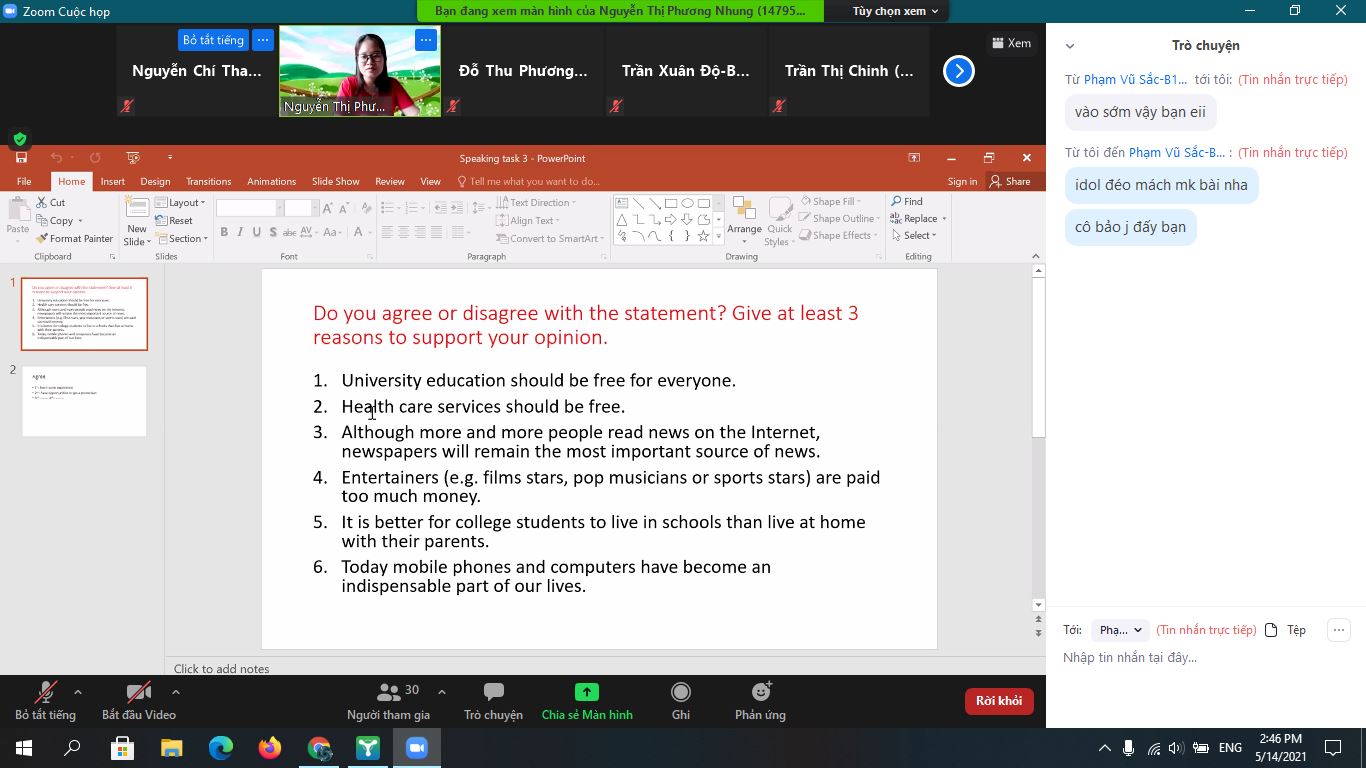 Zoom Cuộc họp
Bạn đang xem màn hình của Nguyễn Thị Phương Nhung (14795...
Tùy chọn xem
Bỏ tắt tiếng
Nguyễn Chí Tha...
Nguyễn Thị Phư...
Đỗ Thu Phương...
Trần Xuân Độ-B...
Trần Thị Chinh (...
Xem
Speaking task 3 - PowerPoint
File Home Insert Design Transitions Animations Slide Show Review View Tell me what you want to do... Sign in Share
Paste
Cut
Copy
Format Painter
Clipboard
New Slide
Layout
Reset
Section
Slides
Font
Text Direction
Align Text
Convert to SmartArt
Paragraph
Arrange
Quick Styles
Shape Fill
Shape Outline
Shape Effects
Drawing
Find
Replace
Select
Editing
1
2
Agree
Do you agree or disagree with the statement? Give at least 3
reasons to support your opinion.
1. University education should be free for everyone.
2. Health care services should be free.
3. Although more and more people read news on the Internet,
newspapers will remain the most important source of news.
4. Entertainers (e.g. films stars, pop musicians or sports stars) are paid
too much money.
5. It is better for college students to live in schools than live at home
with their parents.
6. Today mobile phones and computers have become an
indispensable part of our lives.
Click to add notes
Trò chuyện
Từ Phạm Vũ Sắc-B1... tới tôi: (Tin nhắn trực tiếp)
vào sớm vậy bạn eii
Từ tôi đến Phạm Vũ Sắc-B... : (Tin nhắn trực tiếp)
idol đéo mách mk bài nha
cô bảo j đấy bạn
Tới: Phạ... (Tin nhắn trực tiếp) Tệp
Nhập tin nhắn tại đây...
Bỏ tắt tiếng
Bắt đầu Video
30
Người tham gia
Trò chuyện
Chia sẻ Màn hình
Ghi
Phản ứng
Rời khỏi
ENG
2:46 PM
5/14/2021